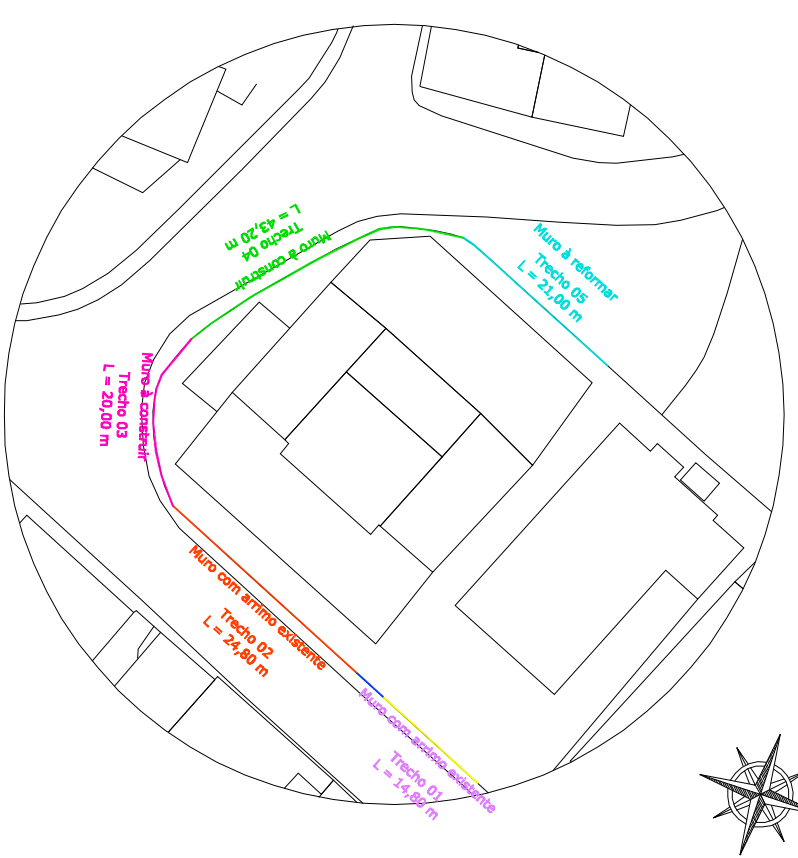 Muro à construir
Trecho 04
L = 43,20 m
Muro à reformar
Trecho 05
L = 21,00 m
Muro à construir
Trecho 03
L = 20,00 m
Muro com arrimo existente
Trecho 02
L = 24,80 m
Muro com arrimo existente
Trecho 01
L = 14,80 m